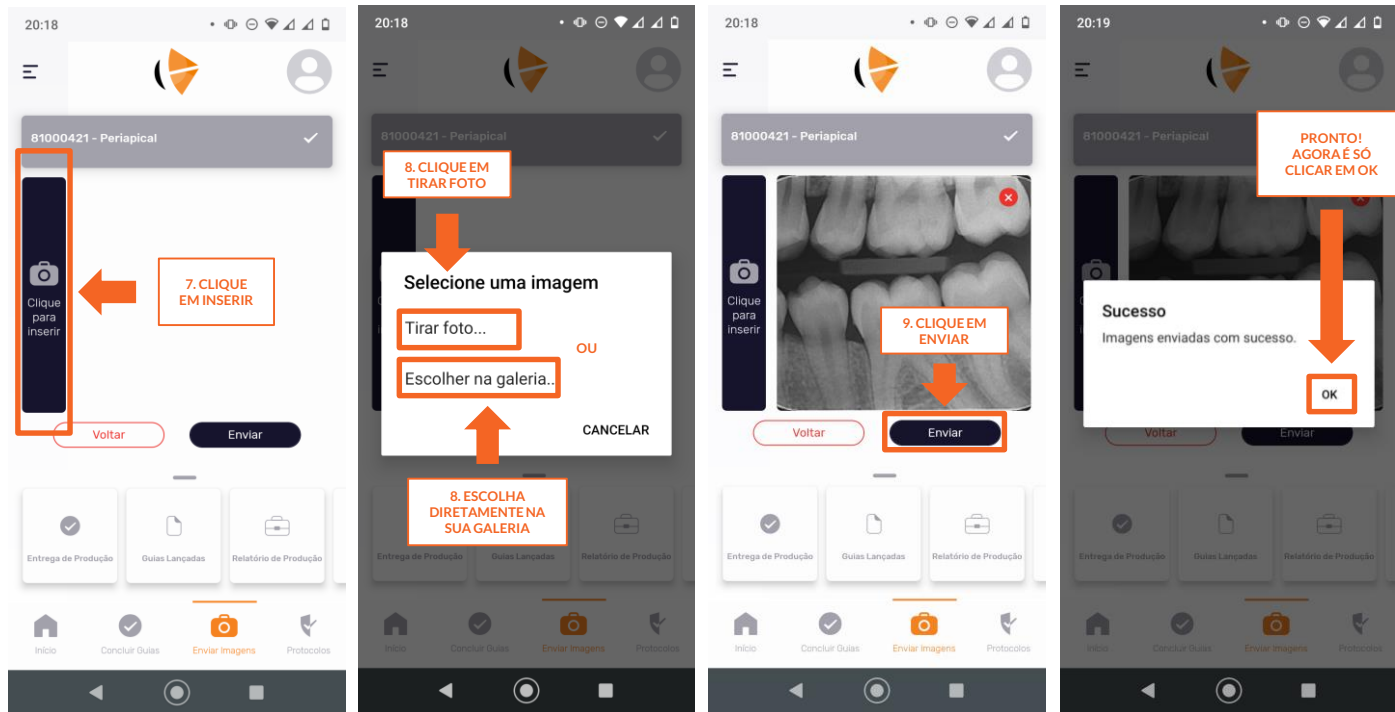 20:18
81000421 - Periapical
Clique
para
inserir
7. CLIQUE
EM INSERIR
Voltar
Enviar
Entrega de Produção
Guias Lançadas
Relatório de Produção
Início
Concluir Guias
Enviar Imagens
Protocolos
20:18
81000421 - Periapical
8. CLIQUE EM
TIRAR FOTO
Selecione uma imagem
Tirar foto...
OU
Escolher na galeria..
CANCELAR
8. ESCOLHA
DIRETAMENTE NA
SUA GALERIA
Entrega de Produção
Guias Lançadas
Relatório de Produção
Início
Concluir Guias
Enviar Imagens
Protocolos
20:18
81000421 - Periapical
Clique
para
inserir
9. CLIQUE EM
ENVIAR
Voltar
Enviar
Entrega de Produção
Guias Lançadas
Relatório de Produção
Início
Concluir Guias
Enviar Imagens
Protocolos
20:19
81000421 - Periapical
PRONTO!
AGORA É SÓ
CLICAR EM OK
Sucesso
Imagens enviadas com sucesso.
OK
Voltar
Enviar
Entrega de Produção
Guias Lançadas
Relatório de Produção
Início
Concluir Guias
Enviar Imagens
Protocolos